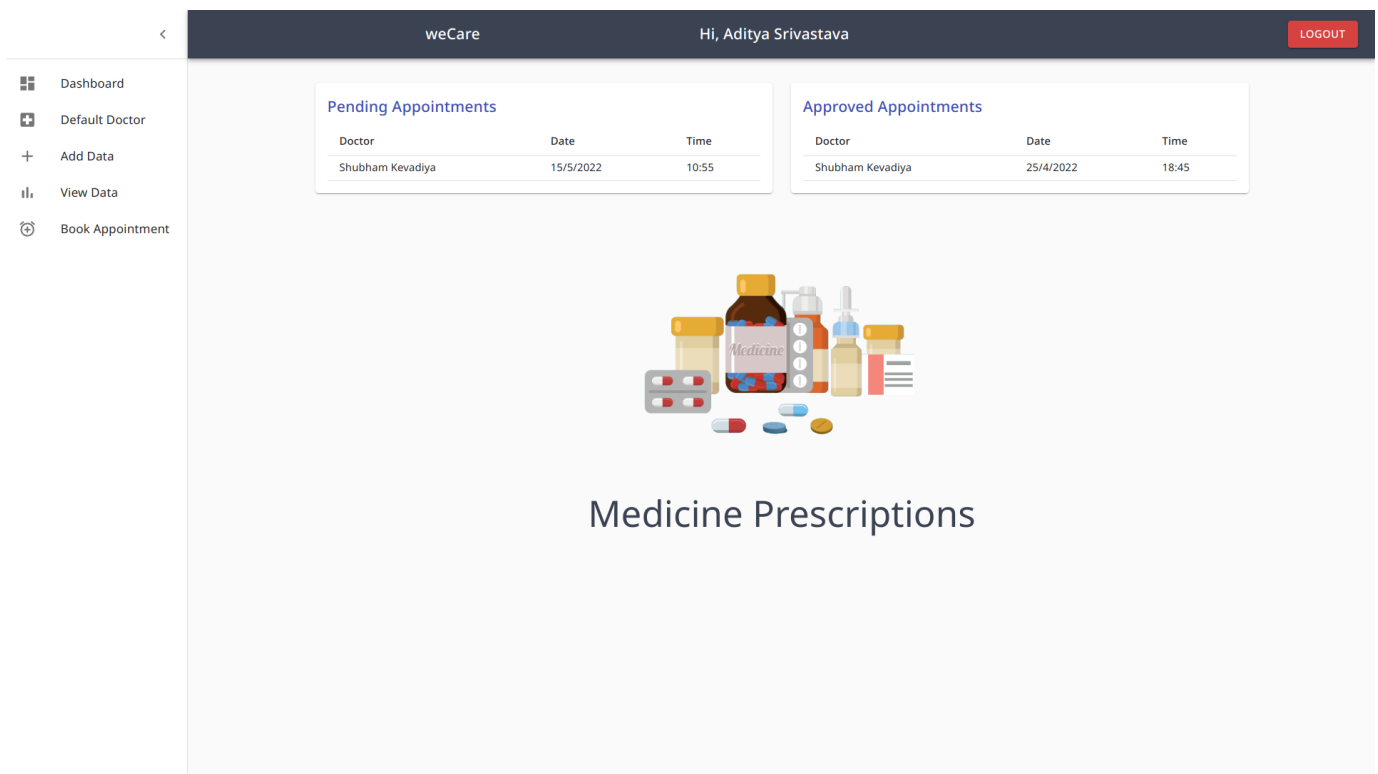 weCare Hi, Aditya Srivastava LOGOUT
Dashboard
Default Doctor
Add Data
View Data
Book Appointment
Pending Appointments
Doctor Date Time
Shubham Kevadiya 15/5/2022 10:55
Approved Appointments
Doctor Date Time
Shubham Kevadiya 25/4/2022 18:45
Medicine
Medicine Prescriptions